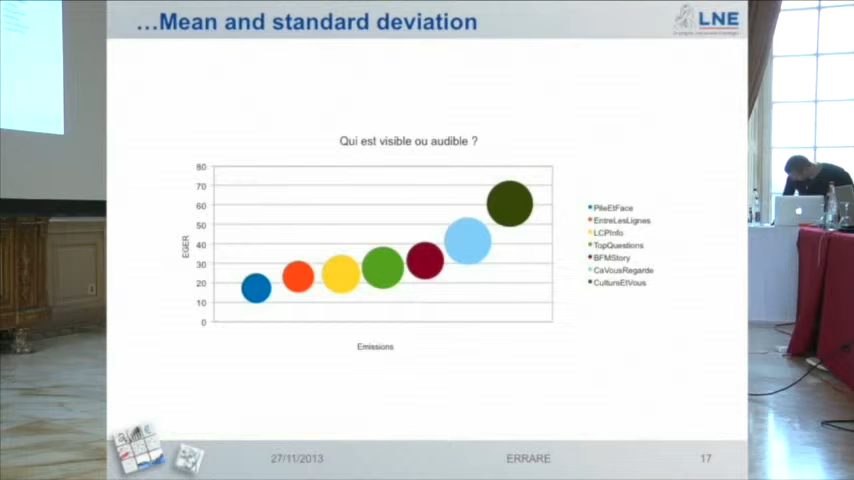 ...Mean and standard deviation
LNE
Qui est visible ou audible ?
80
70
60
50
40
30
20
10
0
EGER
Emissions
PileEtFace
EntreLesLignes
LCPInfo
TopQuestions
BFMStory
CaVousRegarde
CultureEtVous
27/11/2013
ERRARE
17